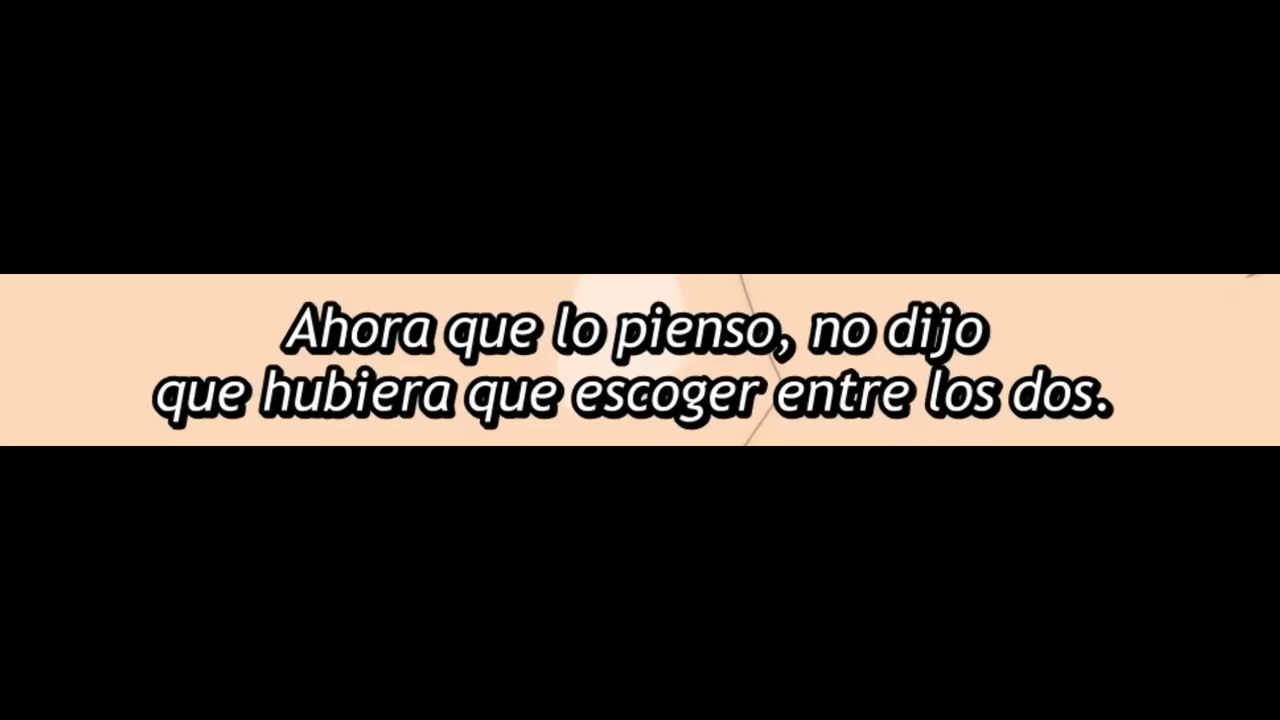 Ahora que lo pienso, no dijo
que hubiera que escoger entre los dos.